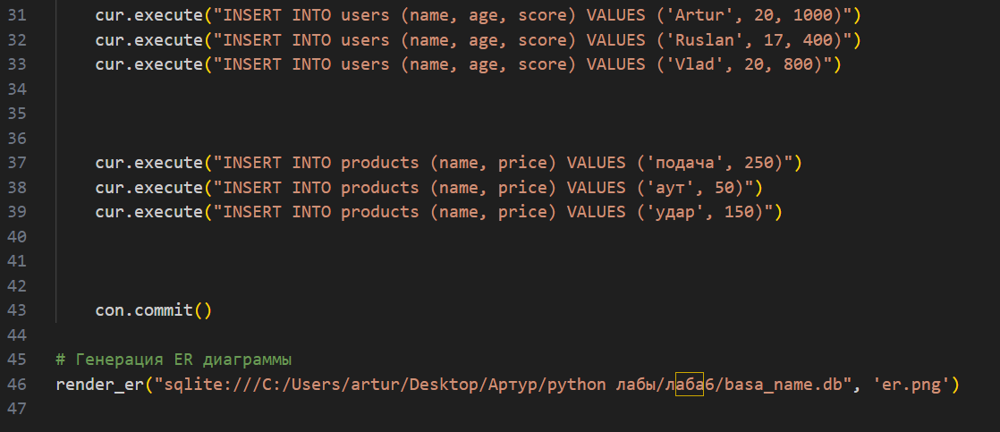 31 cur.execute("INSERT INTO users (name, age, score) VALUES ('Artur', 20, 1000)")
32 cur.execute("INSERT INTO users (name, age, score) VALUES ('Ruslan', 17, 400)")
33 cur.execute("INSERT INTO users (name, age, score) VALUES ('Vlad', 20, 800)")
34
35
36
37 cur.execute("INSERT INTO products (name, price) VALUES ('подача', 250)")
38 cur.execute("INSERT INTO products (name, price) VALUES ('аут', 50)")
39 cur.execute("INSERT INTO products (name, price) VALUES ('удар', 150)")
40
41
42
43 con.commit()
44
45 # Генерация ER диаграммы
46 render_er("sqlite:///C:/Users/artur/Desktop/Артур/python лабы/лаба6/basa_name.db", 'er.png')
47